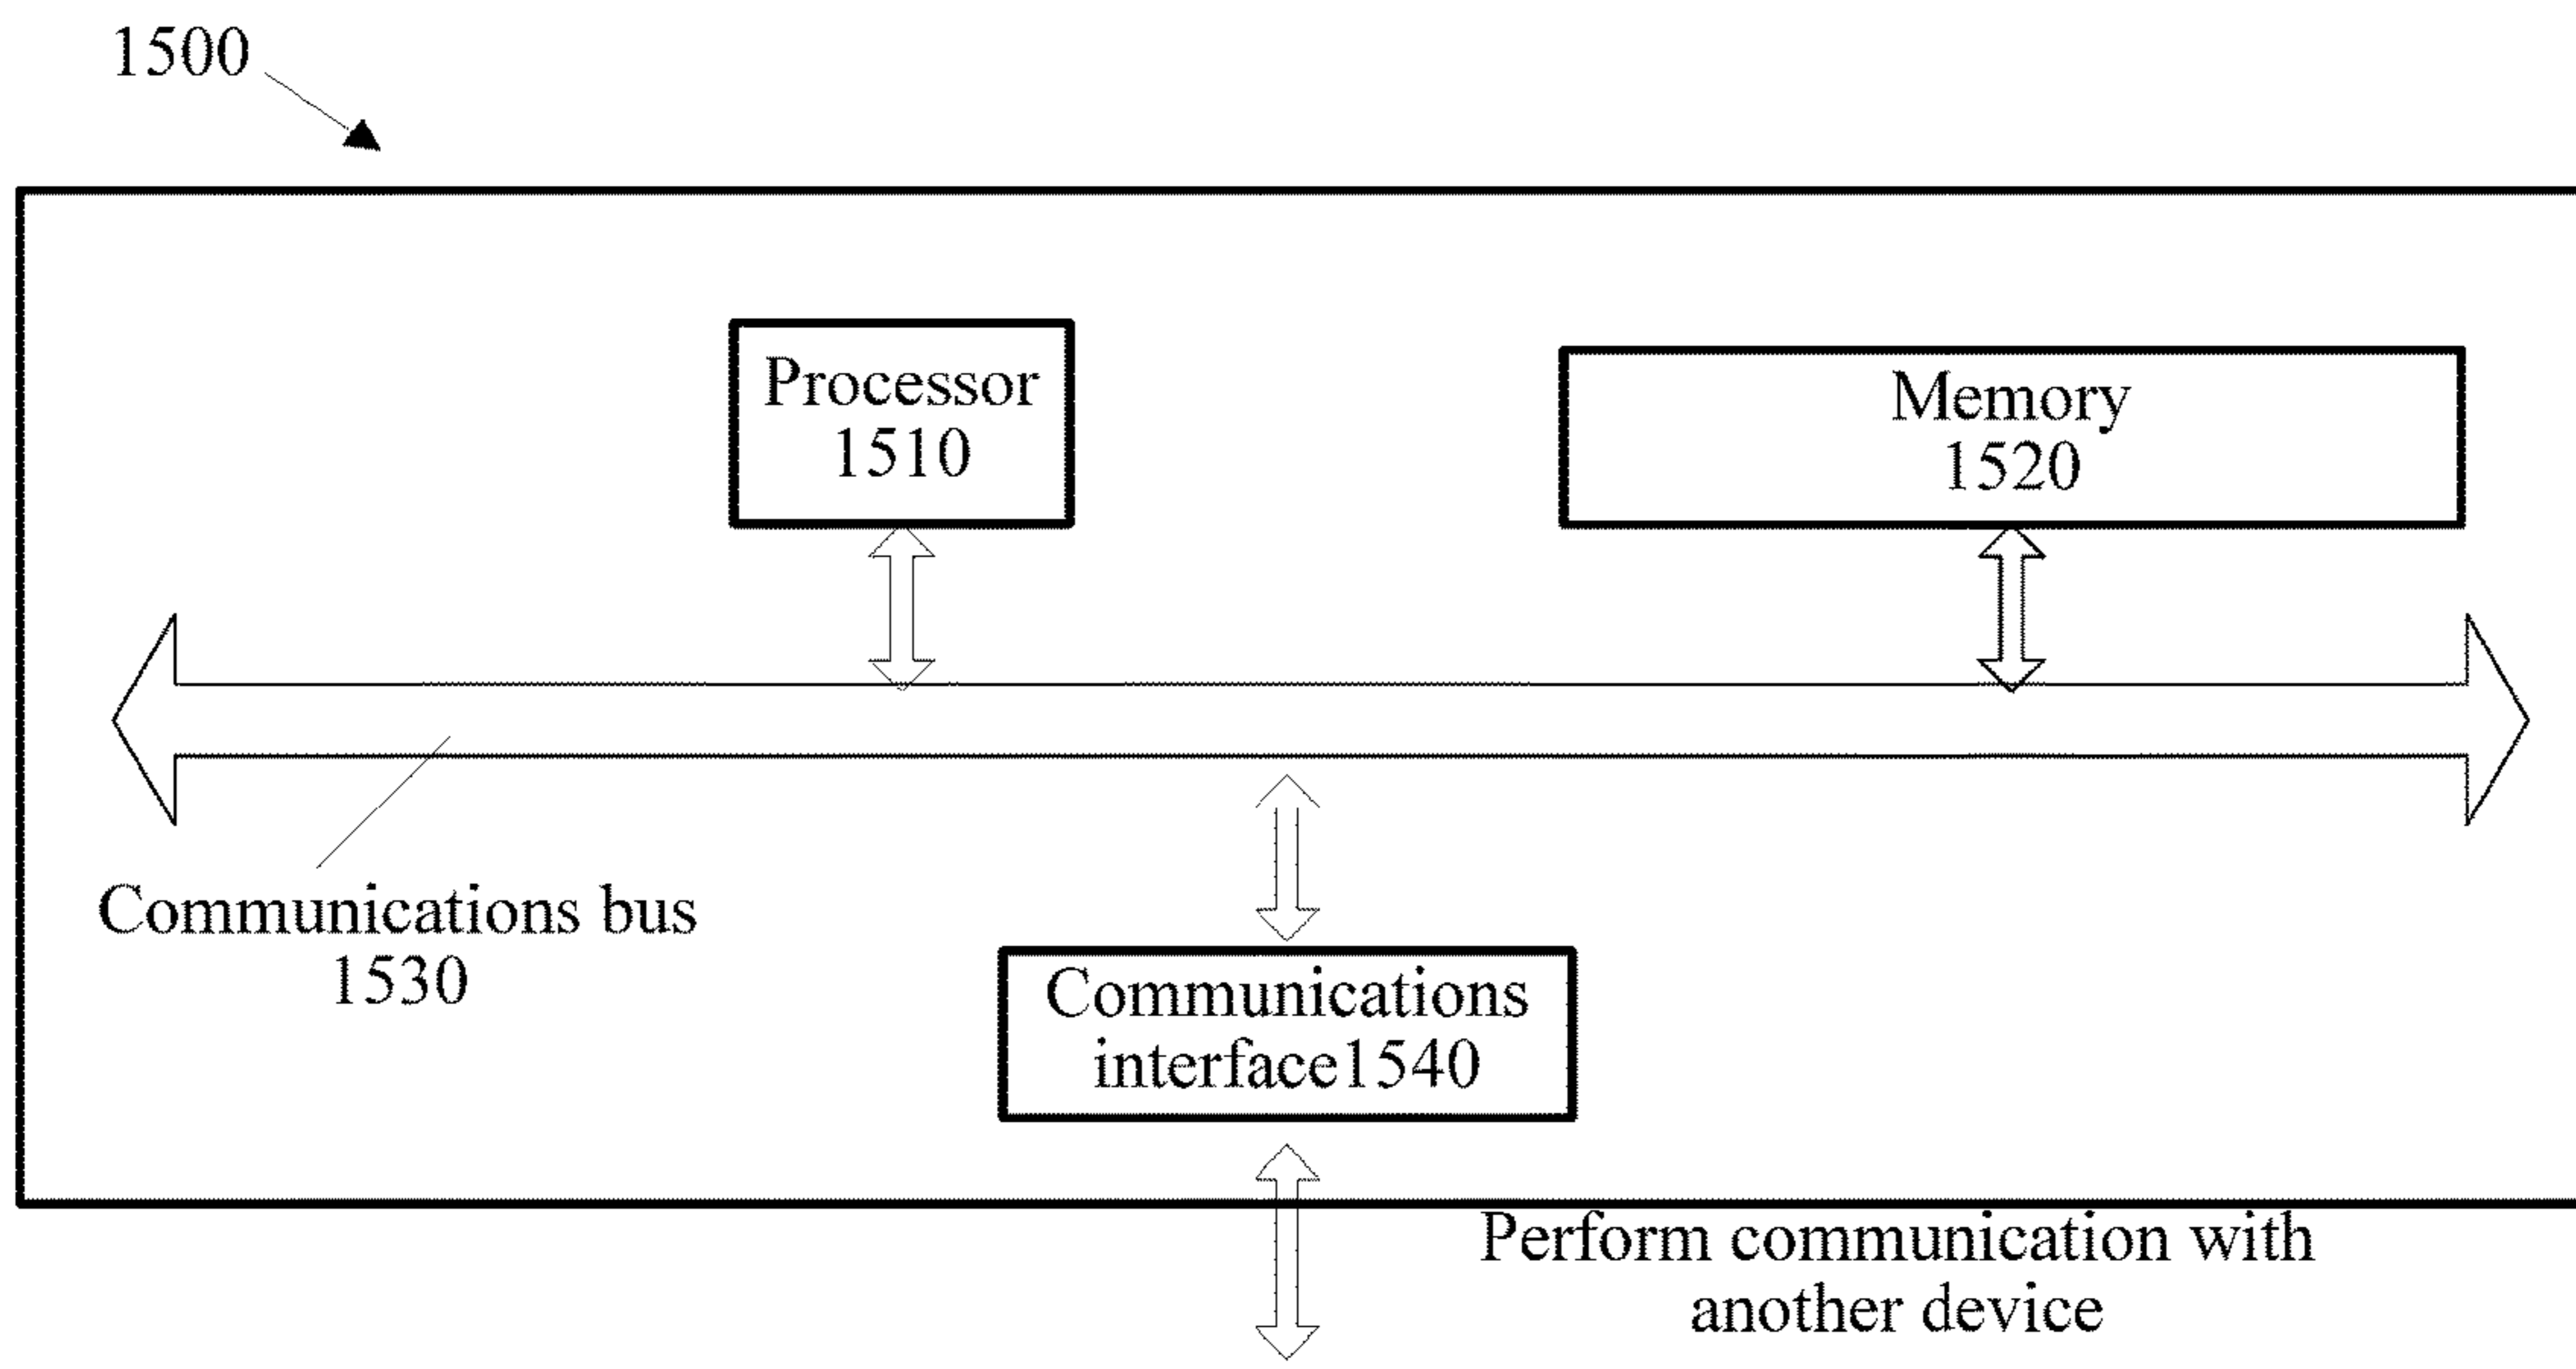 1500
Processor
1510
Memory
1520
Communications bus
1530
Communications
interface1540
Perform communication with
another device